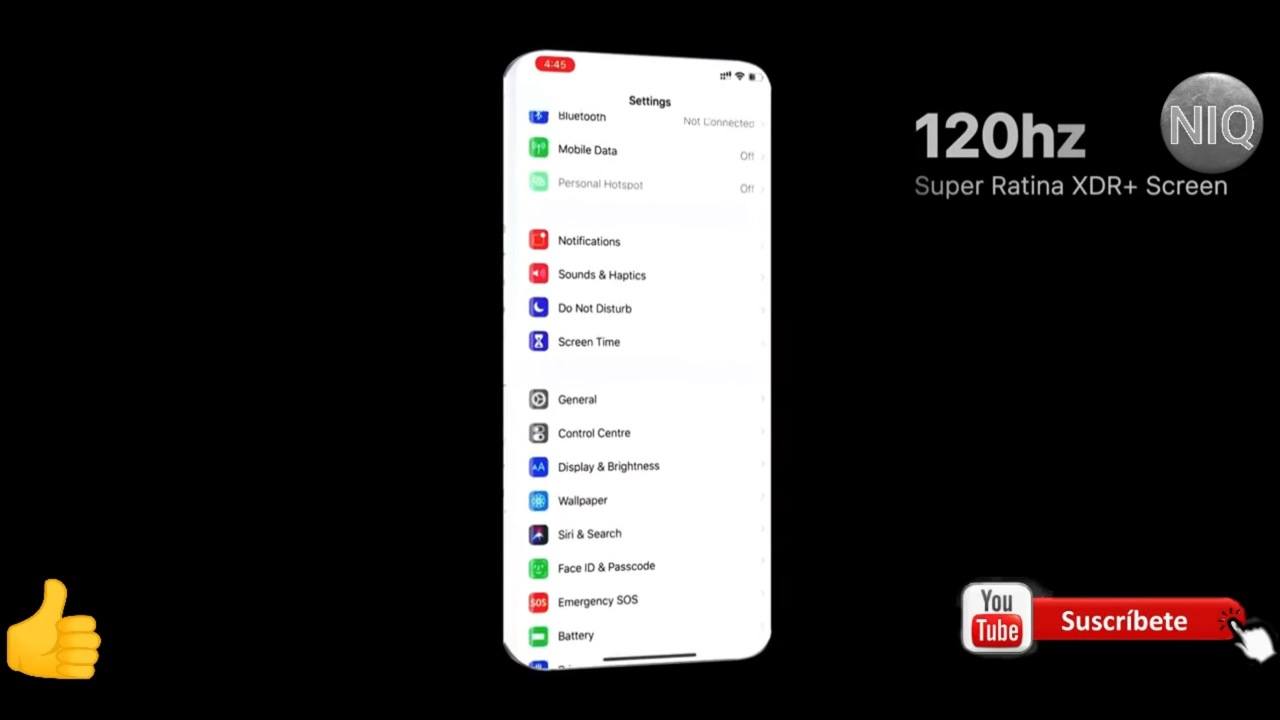 4:45
Settings
Bluetooth
Not Connected
Mobile Data
Off
Personal Hotspot
Off
Notifications
Sounds & Haptics
Do Not Disturb
Screen Time
General
Control Centre
AA
Display & Brightness
Wallpaper
Siri & Search
Face ID & Passcode
SOS
Emergency SOS
Battery
120hz
NIQ
Super Ratina XDR+ Screen
You
Tube
Suscríbete